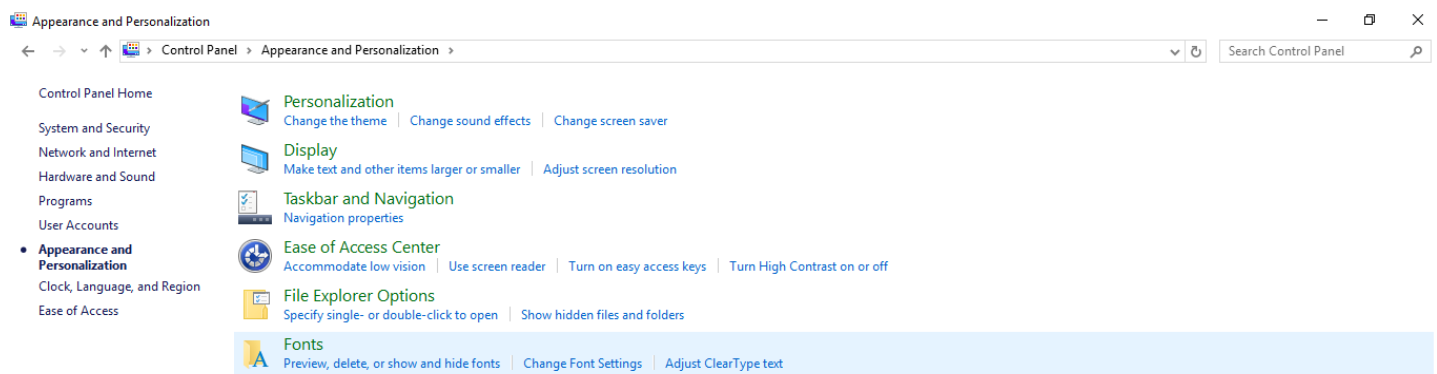 Appearance and Personalization
Control Panel > Appearance and Personalization >
Search Control Panel
Control Panel Home
System and Security
Network and Internet
Hardware and Sound
Programs
User Accounts
Appearance and
Personalization
Clock, Language, and Region
Ease of Access
Personalization
Change the theme | Change sound effects | Change screen saver
Display
Make text and other items larger or smaller | Adjust screen resolution
Taskbar and Navigation
Navigation properties
Ease of Access Center
Accommodate low vision | Use screen reader | Turn on easy access keys | Turn High Contrast on or off
File Explorer Options
Specify single- or double-click to open | Show hidden files and folders
Fonts
Preview, delete, or show and hide fonts | Change Font Settings | Adjust ClearType text